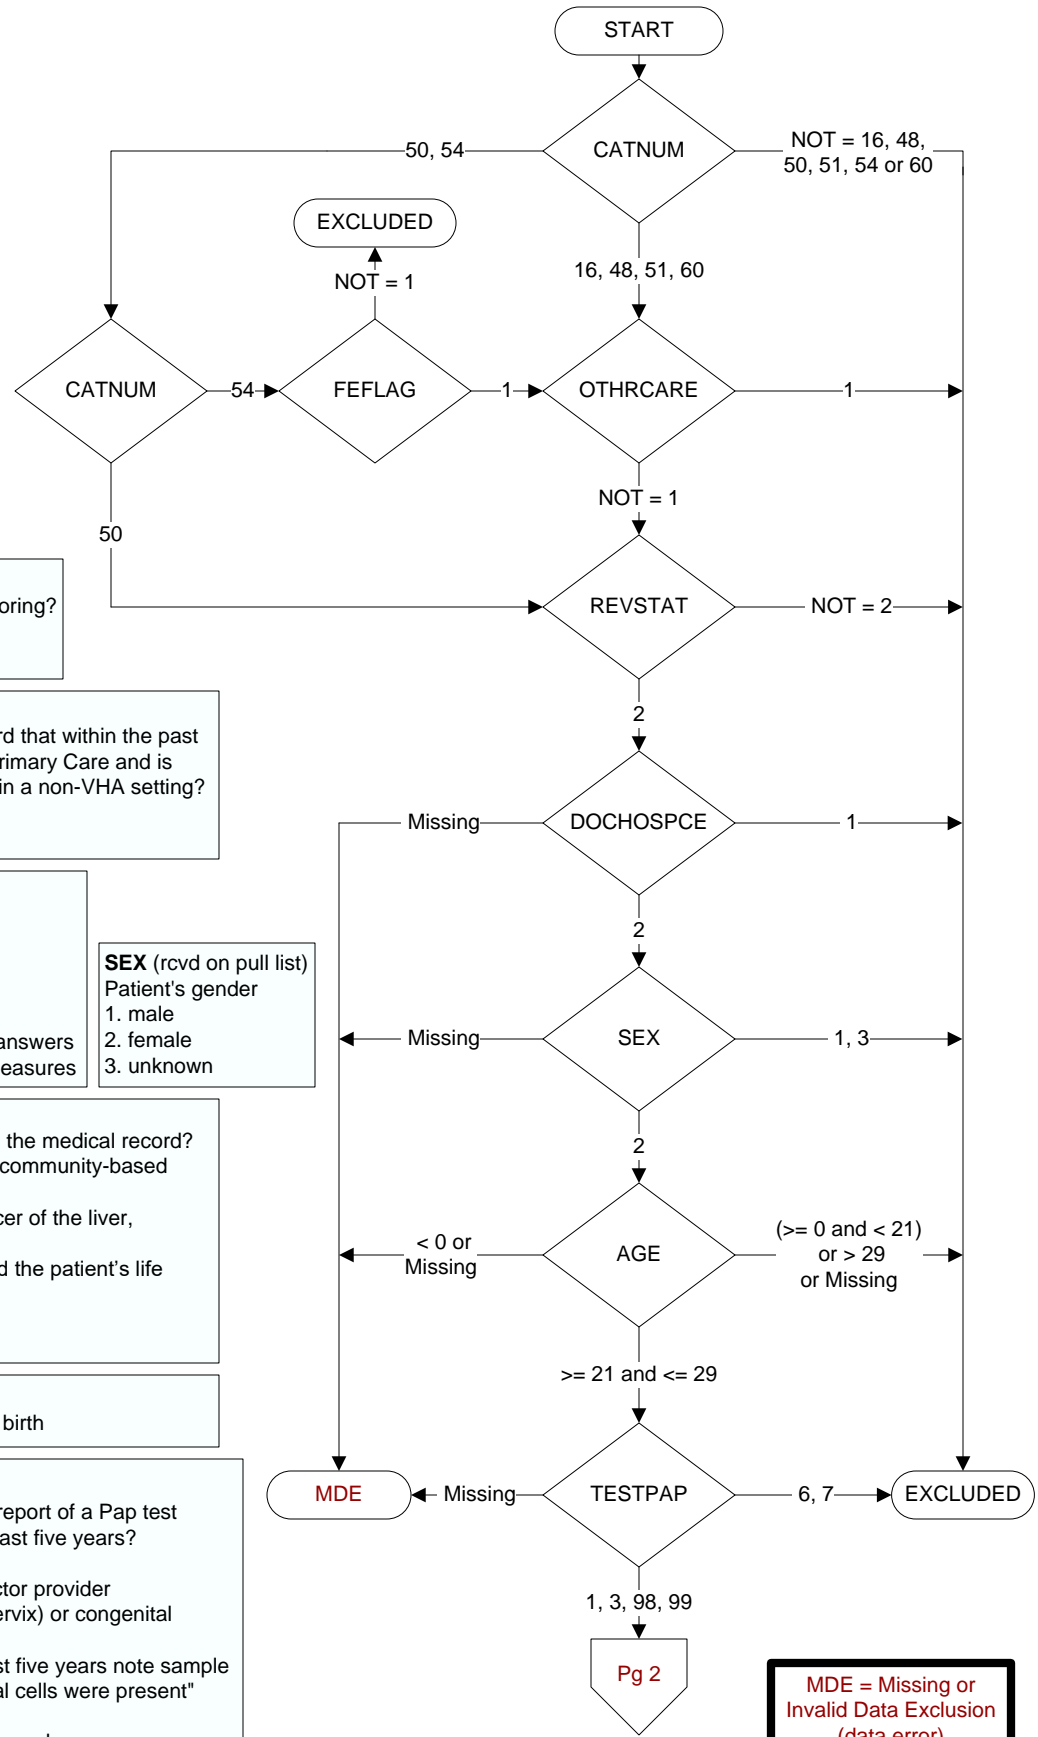 START
CATNUM
50, 54
NOT = 16, 48,
50, 51, 54 or 60
EXCLUDED
NOT = 1
16, 48, 51, 60
CATNUM
54
FEFLAG
1
OTHRCARE
1
NOT = 1
50
REVSTAT
NOT = 2
oring?
2
rd that within the past
rimary Care and is
in a non-VHA setting?
Missing
DOCHOSPCE
1
2
SEX (rcvd on pull list)
Patient's gender
1. male
2. female
3. unknown
answers
easures
Missing
SEX
1, 3
2
the medical record?
community-based
cer of the liver,
d the patient's life
< 0 or
Missing
AGE
(>= 0 and < 21)
or > 29
or Missing
>= 21 and <= 29
birth
MDE
Missing
TESTPAP
6, 7
EXCLUDED
report of a Pap test
ast five years?
ctor provider
ervix) or congenital
st five years note sample
al cells were present"
1, 3, 98, 99
Pg 2
MDE = Missing or
Invalid Data Exclusion
(data error)